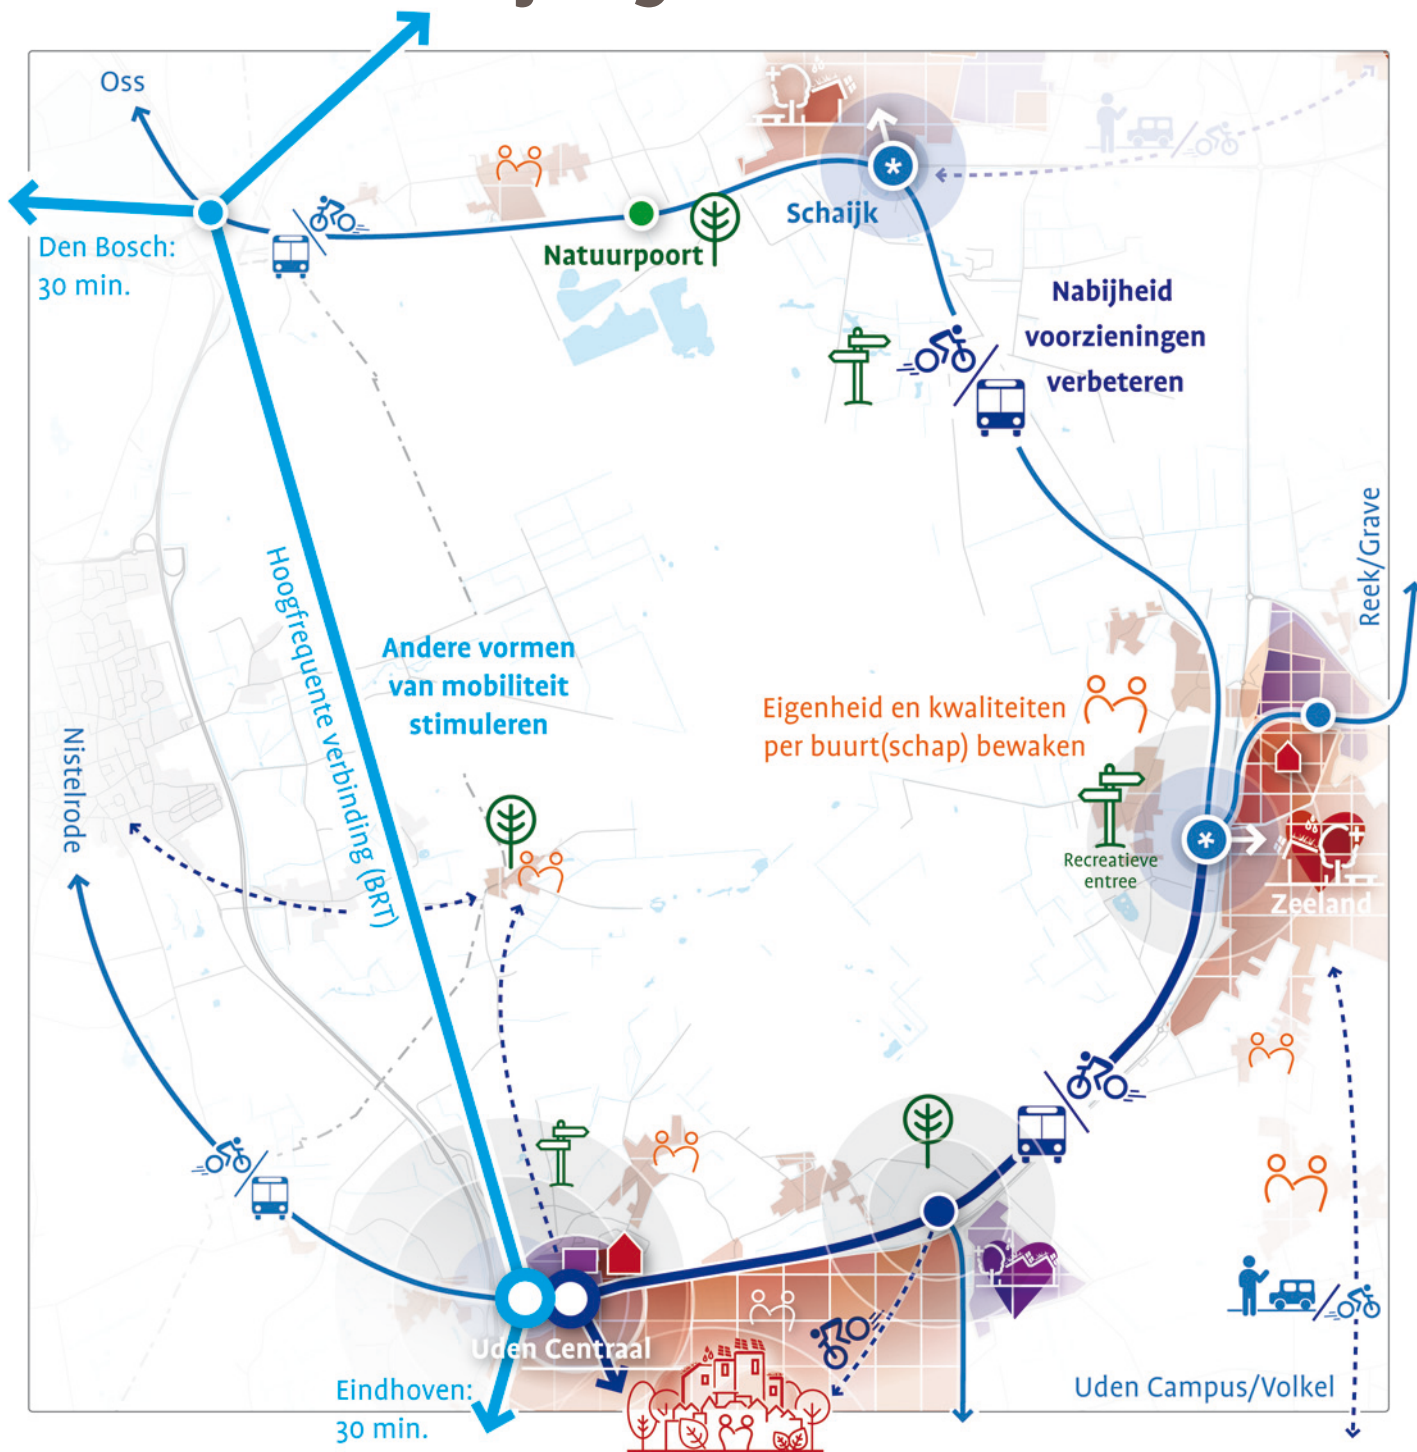 Oss
Den Bosch:
30 min.
Natuurpoort
Schaijk
*
Nabijheid
voorzieningen
verbeteren
Reek/Grave
Hoogfrequente verbinding (BRT)
Andere vormen
van mobiliteit
stimuleren
Eigenheid en kwaliteiten
per buurt(schap) bewaken
Nistelrode
Recreatieve
entree
*
Zeeland
Uden Centraal
Eindhoven:
30 min.
Uden Campus/Volkel